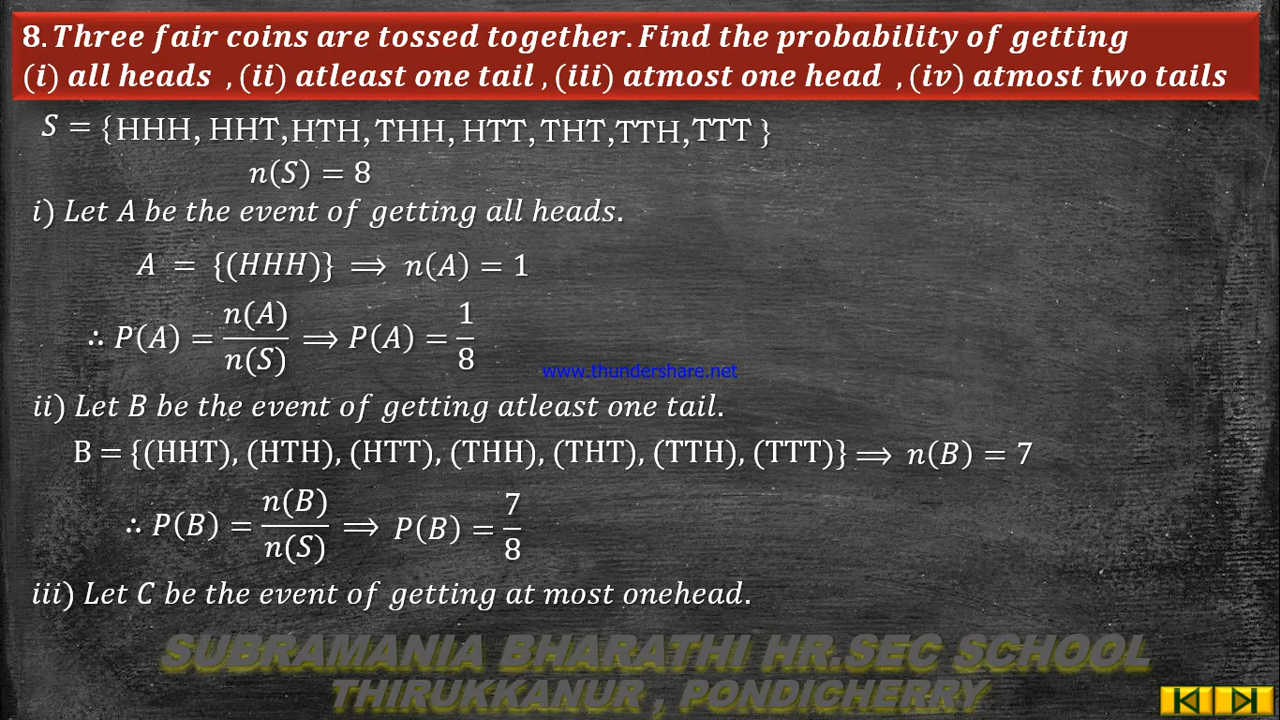 8. Three fair coins are tossed together. Find the probability of getting
(i) all heads , (ii) atleast one tail , (iii) atmost one head , (iv) atmost two tails
S = {HHH, HHT, HTH, THH, HTT, THT, TTH, TTT }
n(S) = 8
i) Let A be the event of getting all heads.
A = {(HHH)} ⟹ n(A) = 1
∴ P(A) = n(A)/n(S) ⟹ P(A) = 1/8
www.thundershare.net
ii) Let B be the event of getting atleast one tail.
B = {(HHT), (HTH), (HTT), (THH), (THT), (TTH), (TTT)} ⟹ n(B) = 7
∴ P(B) = n(B)/n(S) ⟹ P(B) = 7/8
iii) Let C be the event of getting at most onehead.
SUBRAMANIA BHARATHI HR.SEC SCHOOL
THIRUKKANUR , PONDICHERRY